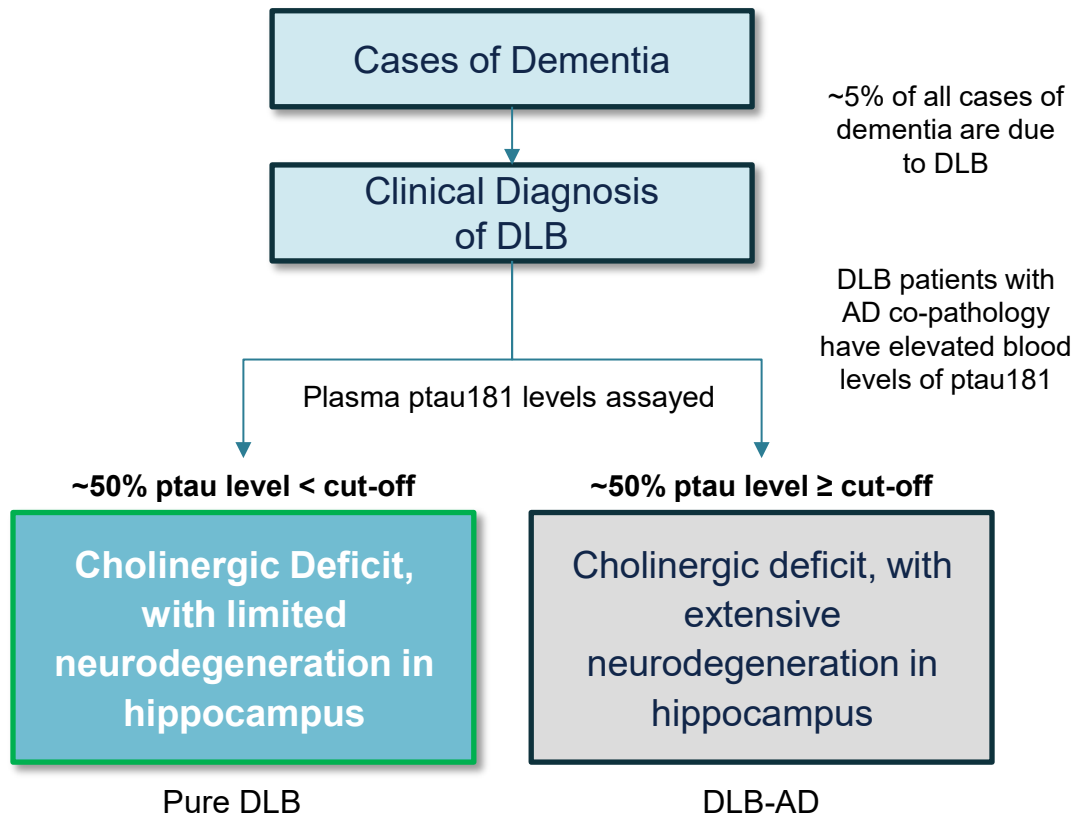 Cases of Dementia
~5% of all cases of
dementia are due
to DLB
Clinical Diagnosis
of DLB
DLB patients with
AD co-pathology
have elevated blood
levels of ptau181
Plasma ptau181 levels assayed
~50% ptau level < cut-off
~50% ptau level ≥ cut-off
Cholinergic Deficit,
with limited
neurodegeneration in
hippocampus
Cholinergic deficit, with
extensive
neurodegeneration in
hippocampus
Pure DLB
DLB-AD